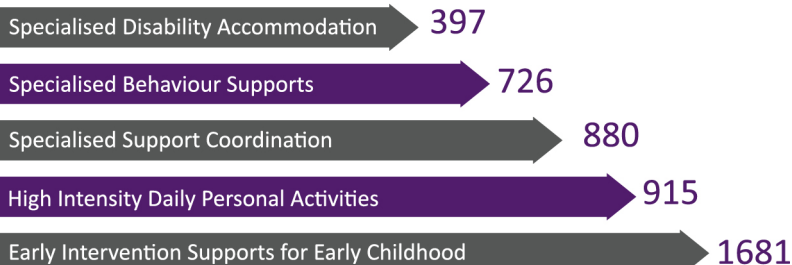 Specialised Disability Accommodation 397
Specialised Behaviour Supports 726
Specialised Support Coordination 880
High Intensity Daily Personal Activities 915
Early Intervention Supports for Early Childhood 1681